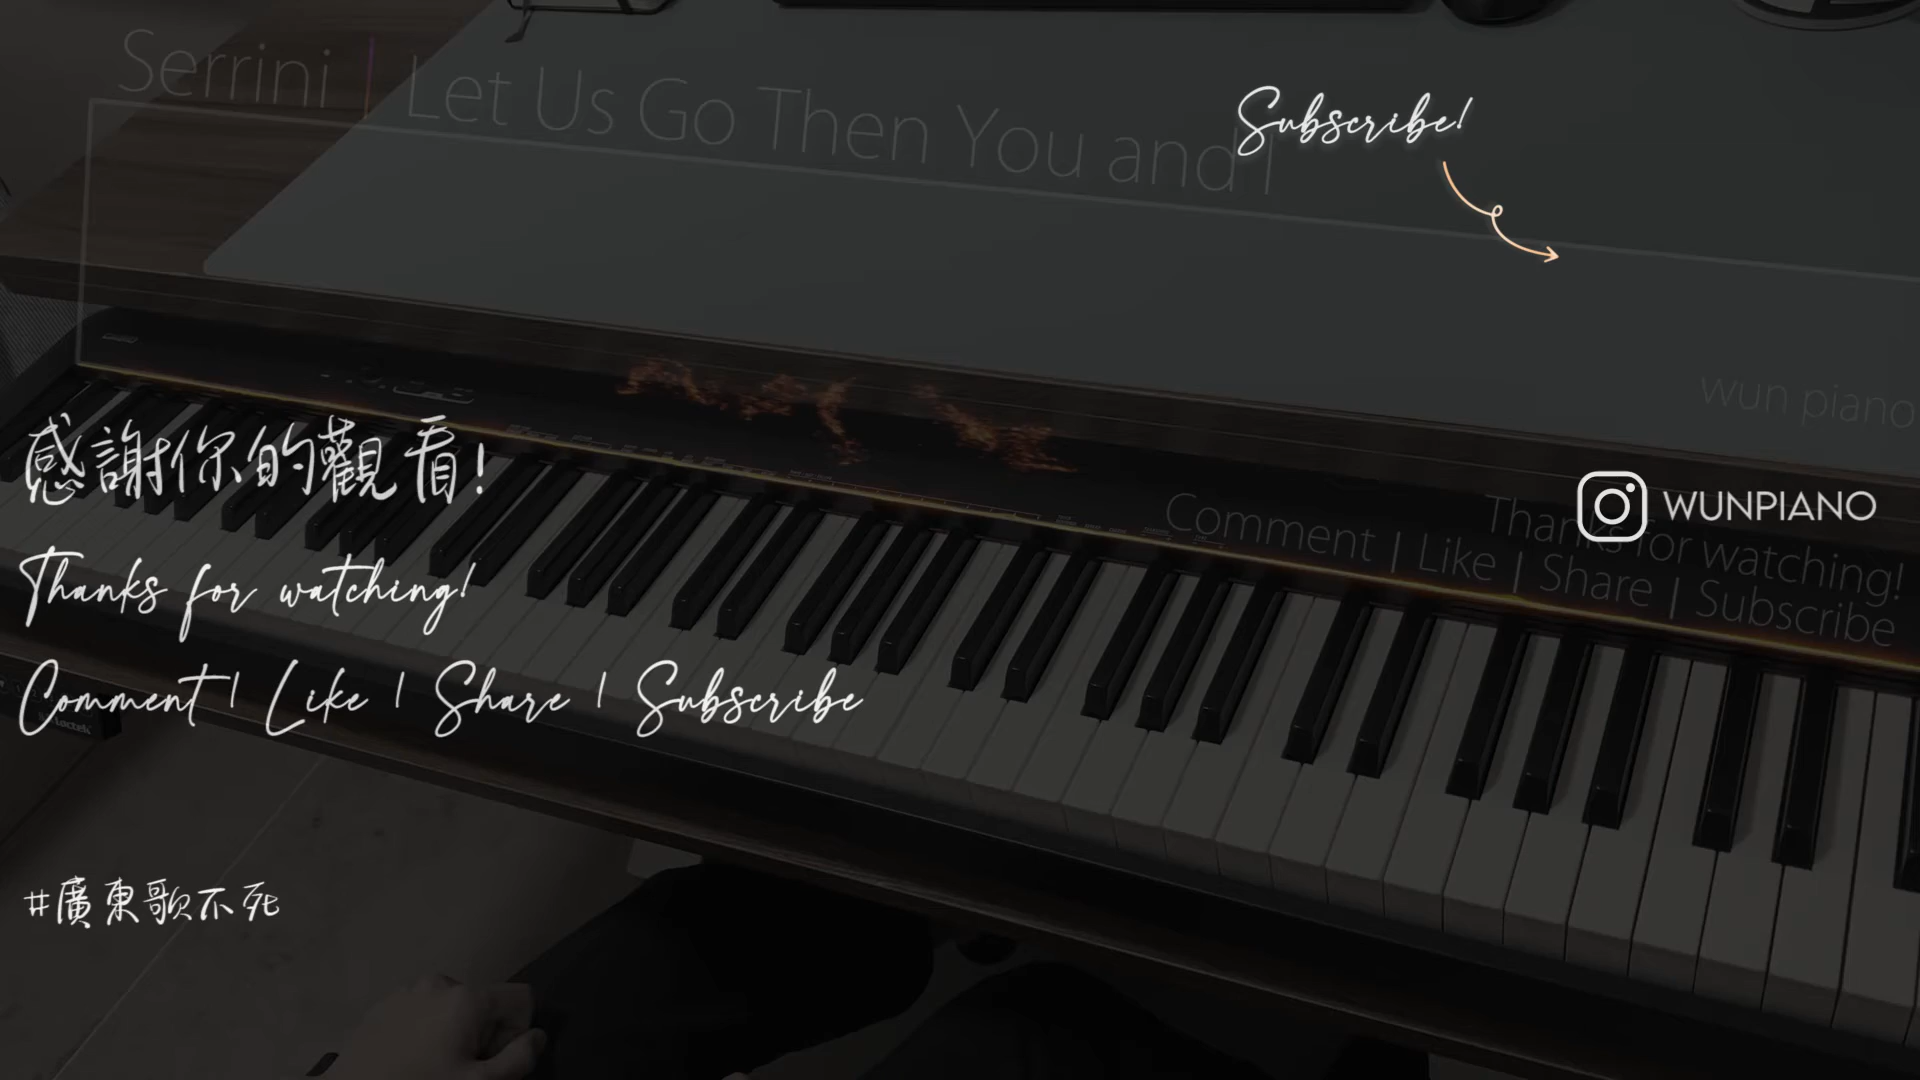 Serrini | Let Us Go Then You and I
Subscribe!
wun piano
感謝你的觀看!
WUNPIANO
Thanks for watching!
Comment | Like | Share | Subscribe
Thanks for watching!
Comment | Like | Share | Subscribe
LocteK
#廣東歌不死